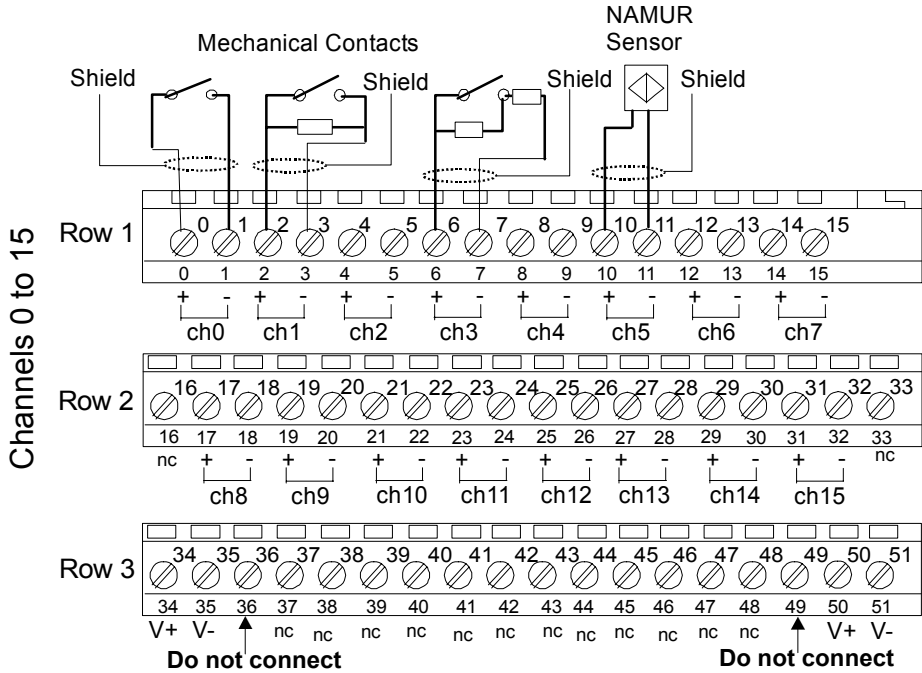 NAMUR
Sensor
Mechanical Contacts
Shield
Shield
Shield
Shield
Channels 0 to 15
Row 1
0 1 2 3 4 5 6 7 8 9 10 11 12 13 14 15
0 1 2 3 4 5 6 7 8 9 10 11 12 13 14 15
+ - + - + - + - + - + - + - + -
ch0 ch1 ch2 ch3 ch4 ch5 ch6 ch7
Row 2
16 17 18 19 20 21 22 23 24 25 26 27 28 29 30 31 32 33
16 17 18 19 20 21 22 23 24 25 26 27 28 29 30 31 32 33
nc + - + - + - + - + - + - + - + - nc
ch8 ch9 ch10 ch11 ch12 ch13 ch14 ch15
Row 3
34 35 36 37 38 39 40 41 42 43 44 45 46 47 48 49 50 51
34 35 36 37 38 39 40 41 42 43 44 45 46 47 48 49 50 51
V+ V- nc nc nc nc nc nc nc nc nc nc nc nc V+ V-
Do not connect Do not connect